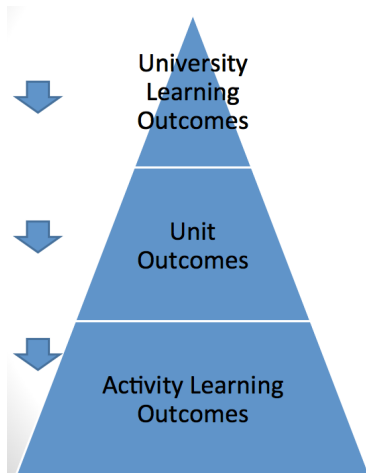 University
Learning
Outcomes
Unit
Outcomes
Activity Learning
Outcomes